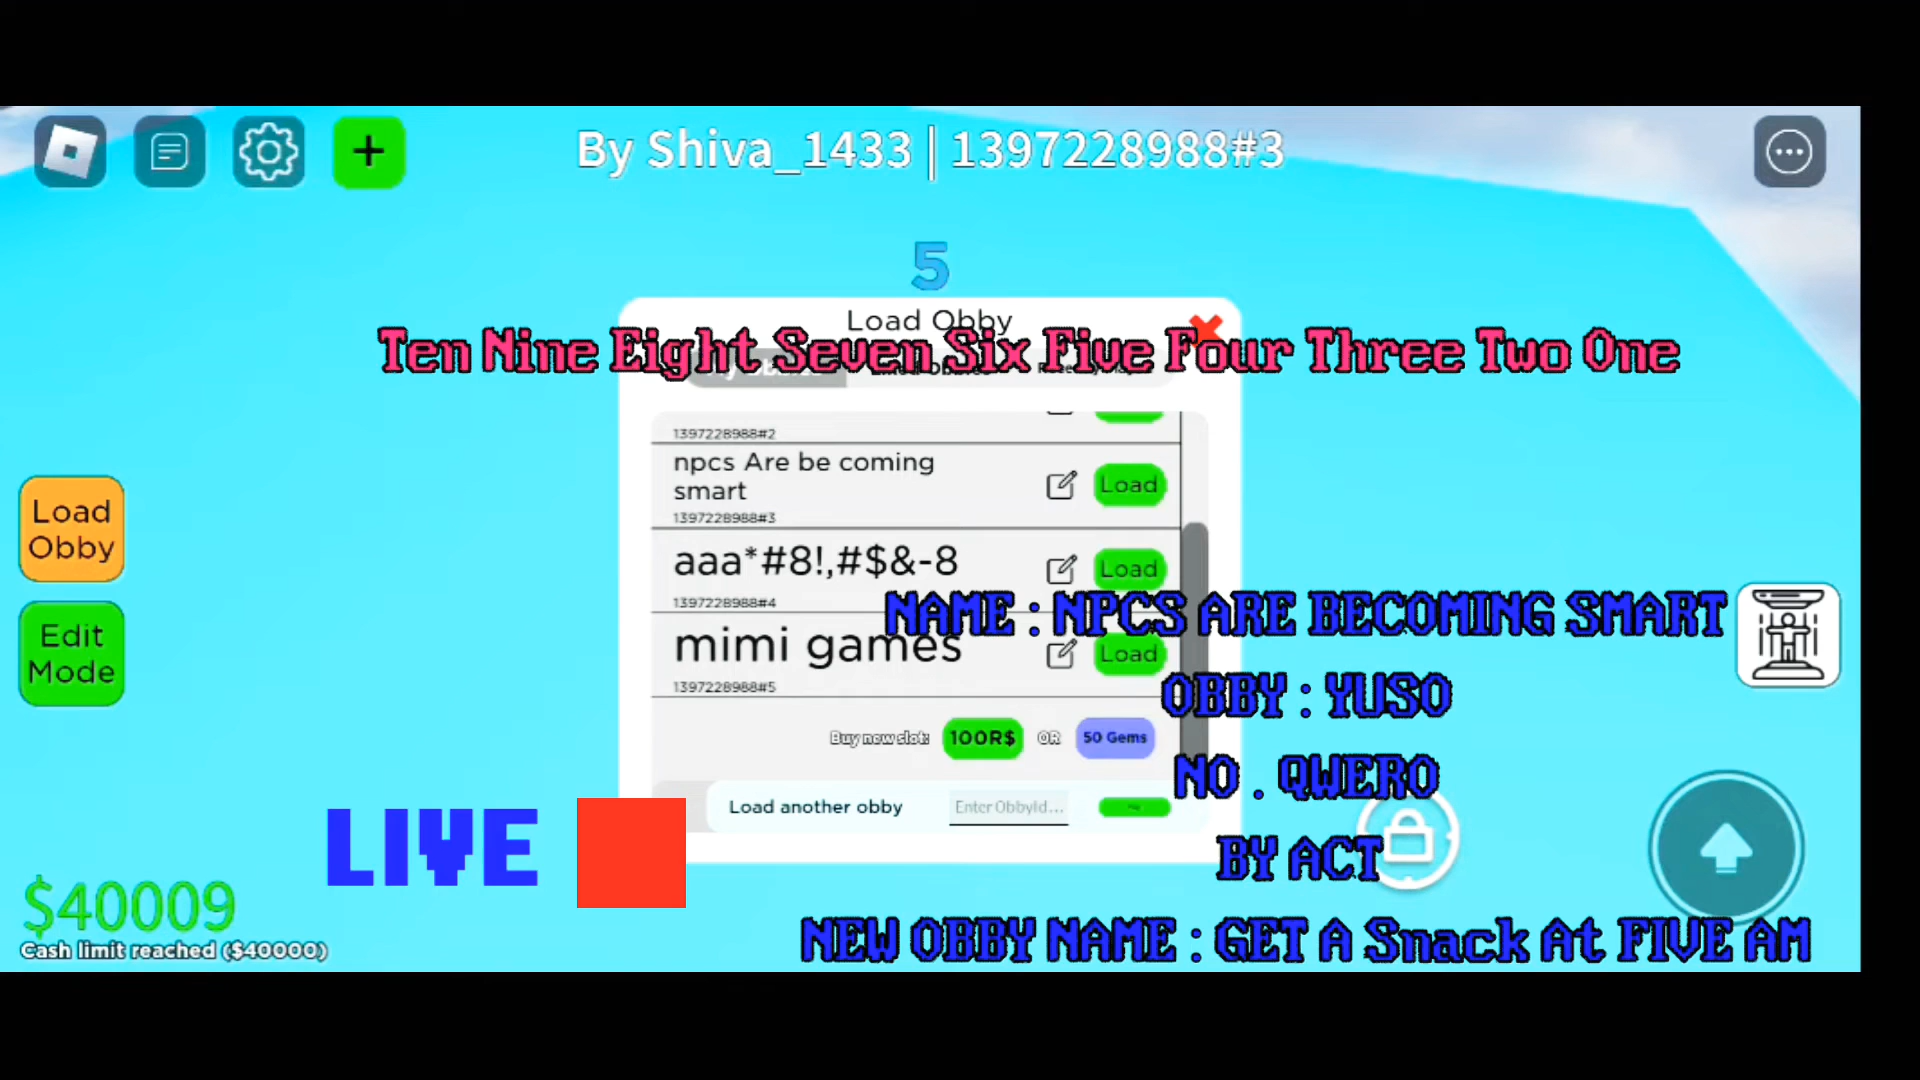 By Shiva_1433 | 1397228988#3
5
Load Obby
Ten Nine Eight Seven Six Five Four Three Two One
1397228988#2
npcs Are be coming
smart
Load
1397228988#3
aaa*#8!,#$&-8
Load
1397228988#4
mimi games
Load
1397228988#5
Buy new slot: 100R$ OR 50 Gems
Load another obby
Enter ObbyId...
Load
Obby
Edit
Mode
NAME : NPCS ARE BECOMING SMART
OBBY : YUSO
NO . QWERO
BY ACT
NEW OBBY NAME : GET A Snack At FIVE AM
LIVE
$40009
Cash limit reached ($40000)